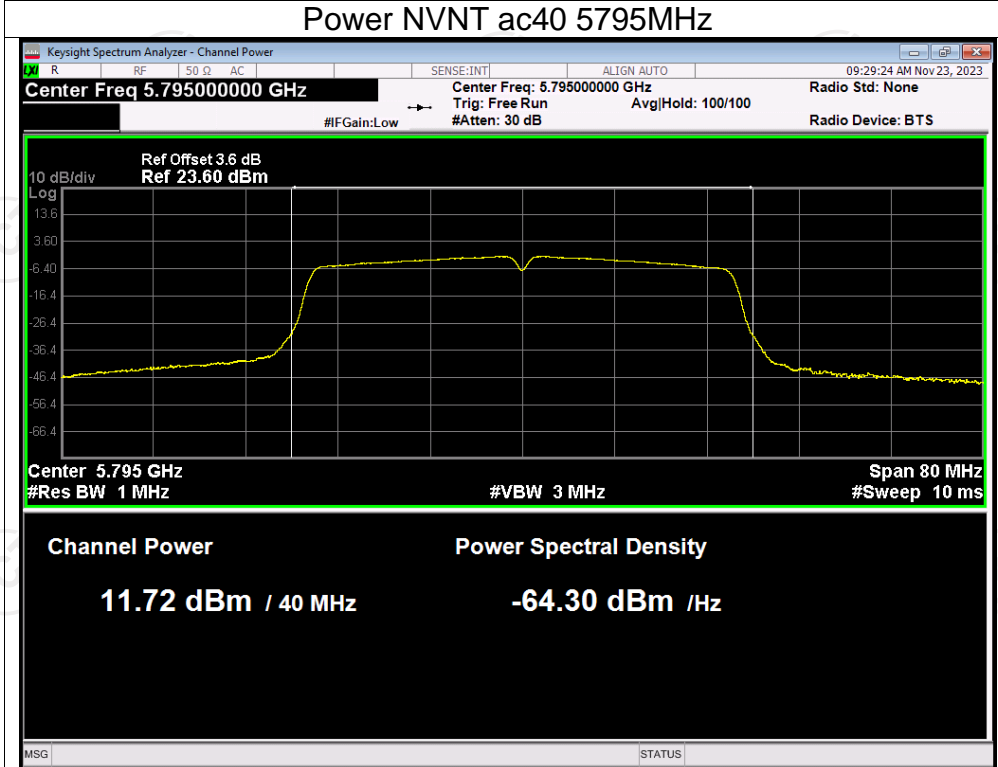 Power NVNT ac40 5795MHz
Keysight Spectrum Analyzer - Channel Power
LXI R RF 50 Ω AC SENSE:INT ALIGN AUTO 09:29:24 AM Nov 23, 2023
Center Freq 5.795000000 GHz Center Freq: 5.795000000 GHz Radio Std: None
Trig: Free Run Avg|Hold: 100/100
#IFGain:Low #Atten: 30 dB Radio Device: BTS
Ref Offset 3.6 dB
10 dB/div Ref 23.60 dBm
Log
13.6
3.60
-6.40
-16.4
-26.4
-36.4
-46.4
-56.4
-66.4
Center 5.795 GHz Span 80 MHz
#Res BW 1 MHz #VBW 3 MHz #Sweep 10 ms
Channel Power Power Spectral Density
11.72 dBm / 40 MHz -64.30 dBm /Hz
MSG STATUS